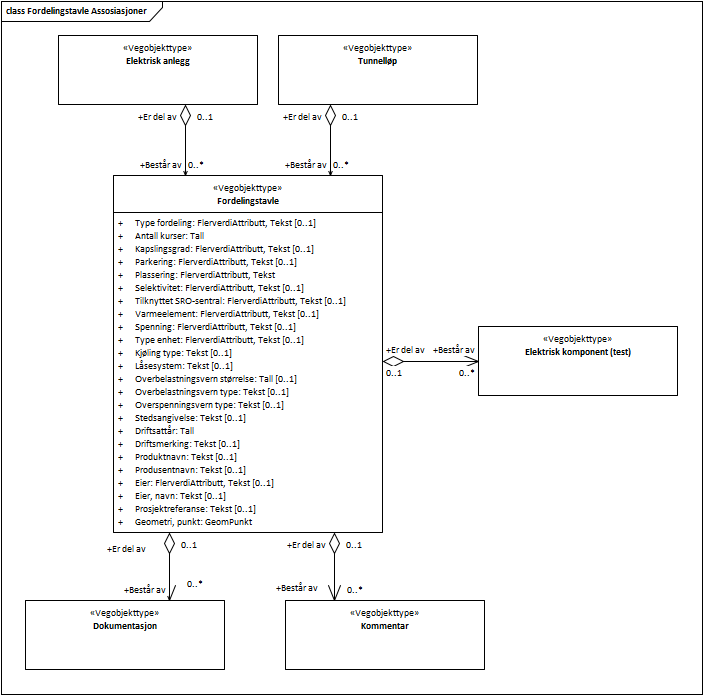 class Fordelingstavle Assosiasjoner
«Vegobjekttype»
Elektrisk anlegg
«Vegobjekttype»
Tunnelløp
+Er del av 0..1
+Er del av 0..1
+Består av 0..*
+Består av 0..*
«Vegobjekttype»
Fordelingstavle
+ Type fordeling: FlerverdiAttributt, Tekst [0..1]
+ Antall kurser: Tall
+ Kapslingsgrad: FlerverdiAttributt, Tekst [0..1]
+ Parkering: FlerverdiAttributt, Tekst [0..1]
+ Plassering: FlerverdiAttributt, Tekst
+ Selektivitet: FlerverdiAttributt, Tekst [0..1]
+ Tilknyttet SRO-sentral: FlerverdiAttributt, Tekst [0..1]
+ Varmeelement: FlerverdiAttributt, Tekst [0..1]
+ Spenning: FlerverdiAttributt, Tekst [0..1]
+ Type enhet: FlerverdiAttributt, Tekst [0..1]
+ Kjøling type: Tekst [0..1]
+ Låsesystem: Tekst [0..1]
+ Overbelastningsvern størrelse: Tall [0..1]
+ Overbelastningsvern type: Tekst [0..1]
+ Overspenningsvern type: Tekst [0..1]
+ Stedsangivelse: Tekst [0..1]
+ Driftsattår: Tall
+ Driftsmerking: Tekst [0..1]
+ Produktnavn: Tekst [0..1]
+ Produsentnavn: Tekst [0..1]
+ Eier: FlerverdiAttributt, Tekst [0..1]
+ Eier, navn: Tekst [0..1]
+ Prosjektreferanse: Tekst [0..1]
+ Geometri, punkt: GeomPunkt
+Er del av +Består av
0..1 0..*
«Vegobjekttype»
Elektrisk komponent (test)
+Er del av 0..1
+Er del av 0..1
+Består av 0..*
+Består av 0..*
«Vegobjekttype»
Dokumentasjon
«Vegobjekttype»
Kommentar